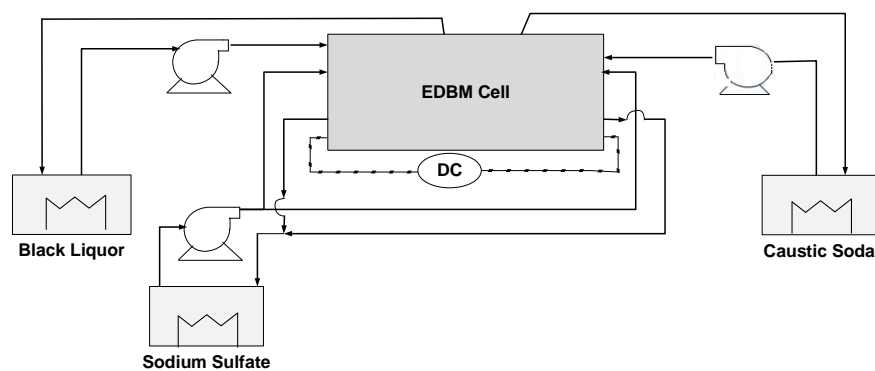 EDBM Cell
DC
Black Liquor
Caustic Soda
Sodium Sulfate